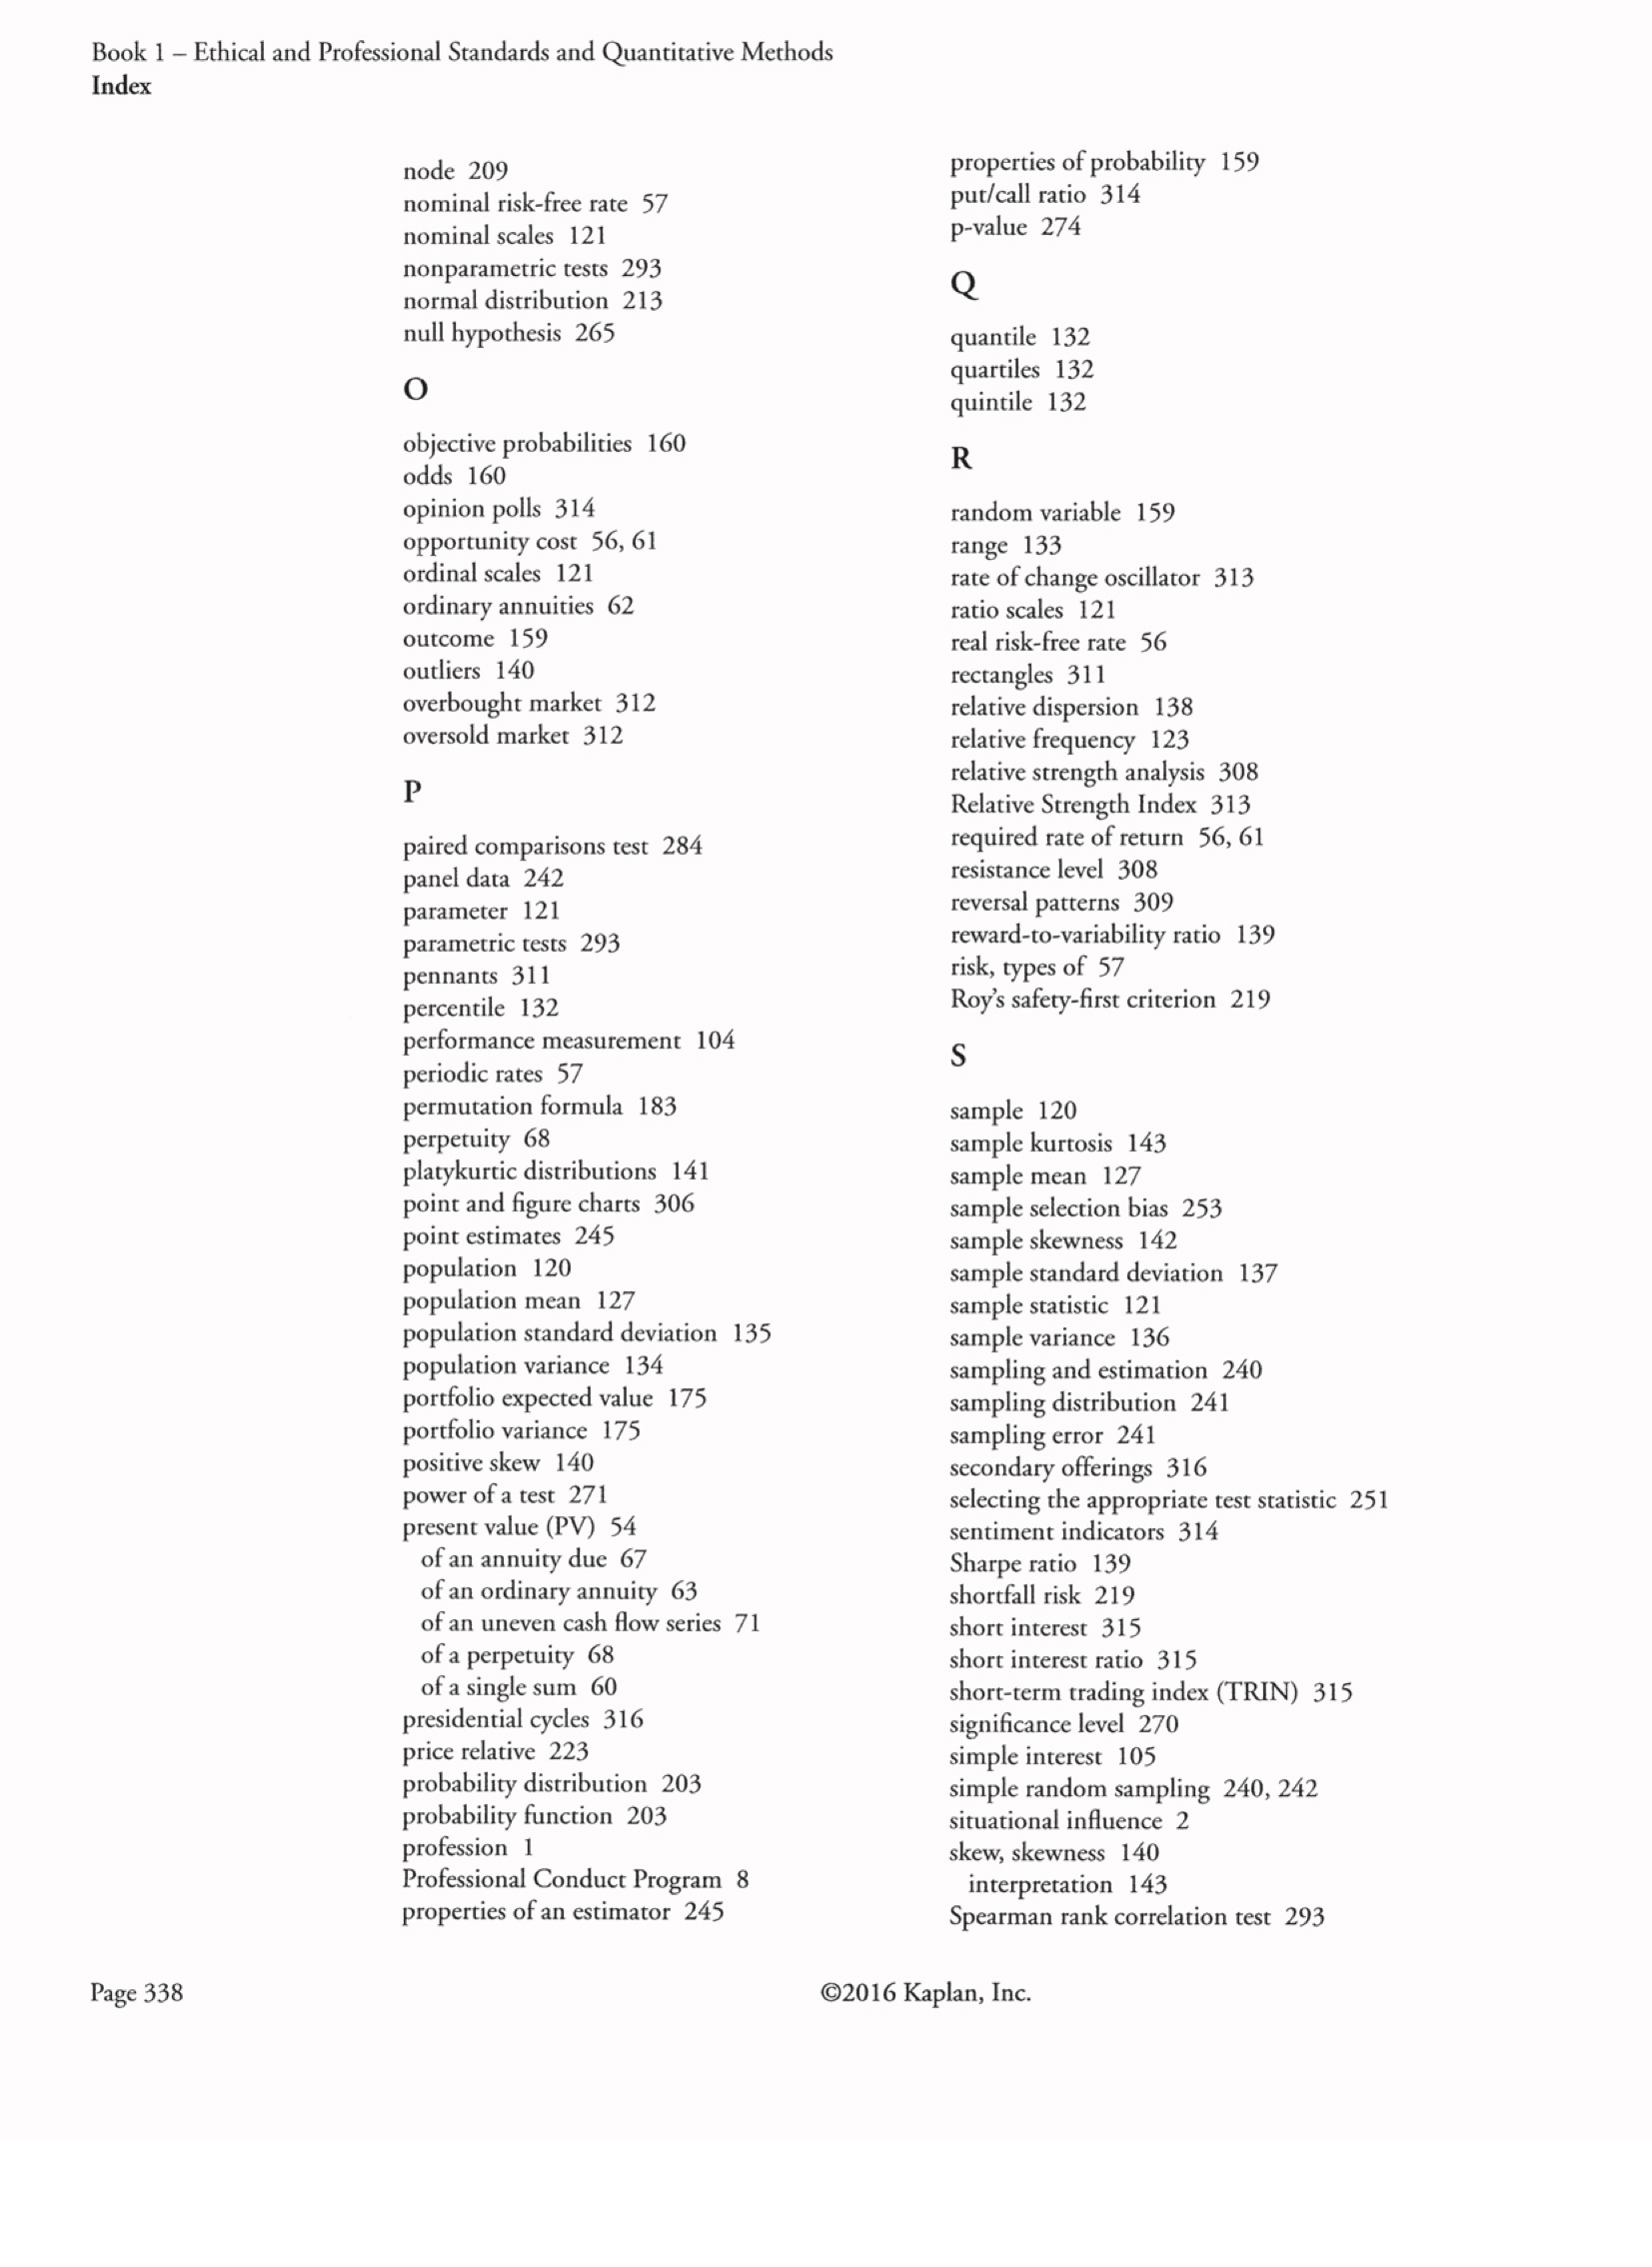 Book 1 – Ethical and Professional Standards and Quantitative Methods
Index
node 209
nominal risk-free rate 57
nominal scales 121
nonparametric tests 293
normal distribution 213
null hypothesis 265
O
objective probabilities 160
odds 160
opinion polls 314
opportunity cost 56, 61
ordinal scales 121
ordinary annuities 62
outcome 159
outliers 140
overbought market 312
oversold market 312
P
paired comparisons test 284
panel data 242
parameter 121
parametric tests 293
pennants 311
percentile 132
performance measurement 104
periodic rates 57
permutation formula 183
perpetuity 68
platykurtic distributions 141
point and figure charts 306
point estimates 245
population 120
population mean 127
population standard deviation 135
population variance 134
portfolio expected value 175
portfolio variance 175
positive skew 140
power of a test 271
present value (PV) 54
of an annuity due 67
of an ordinary annuity 63
of an uneven cash flow series 71
of a perpetuity 68
of a single sum 60
presidential cycles 316
price relative 223
probability distribution 203
probability function 203
profession 1
Professional Conduct Program 8
properties of an estimator 245
properties of probability 159
put/call ratio 314
p-value 274
Q
quantile 132
quartiles 132
quintile 132
R
random variable 159
range 133
rate of change oscillator 313
ratio scales 121
real risk-free rate 56
rectangles 311
relative dispersion 138
relative frequency 123
relative strength analysis 308
Relative Strength Index 313
required rate of return 56, 61
resistance level 308
reversal patterns 309
reward-to-variability ratio 139
risk, types of 57
Roy's safety-first criterion 219
S
sample 120
sample kurtosis 143
sample mean 127
sample selection bias 253
sample skewness 142
sample standard deviation 137
sample statistic 121
sample variance 136
sampling and estimation 240
sampling distribution 241
sampling error 241
secondary offerings 316
selecting the appropriate test statistic 251
sentiment indicators 314
Sharpe ratio 139
shortfall risk 219
short interest 315
short interest ratio 315
short-term trading index (TRIN) 315
significance level 270
simple interest 105
simple random sampling 240, 242
situational influence 2
skew, skewness 140
interpretation 143
Spearman rank correlation test 293
Page 338
©2016 Kaplan, Inc.